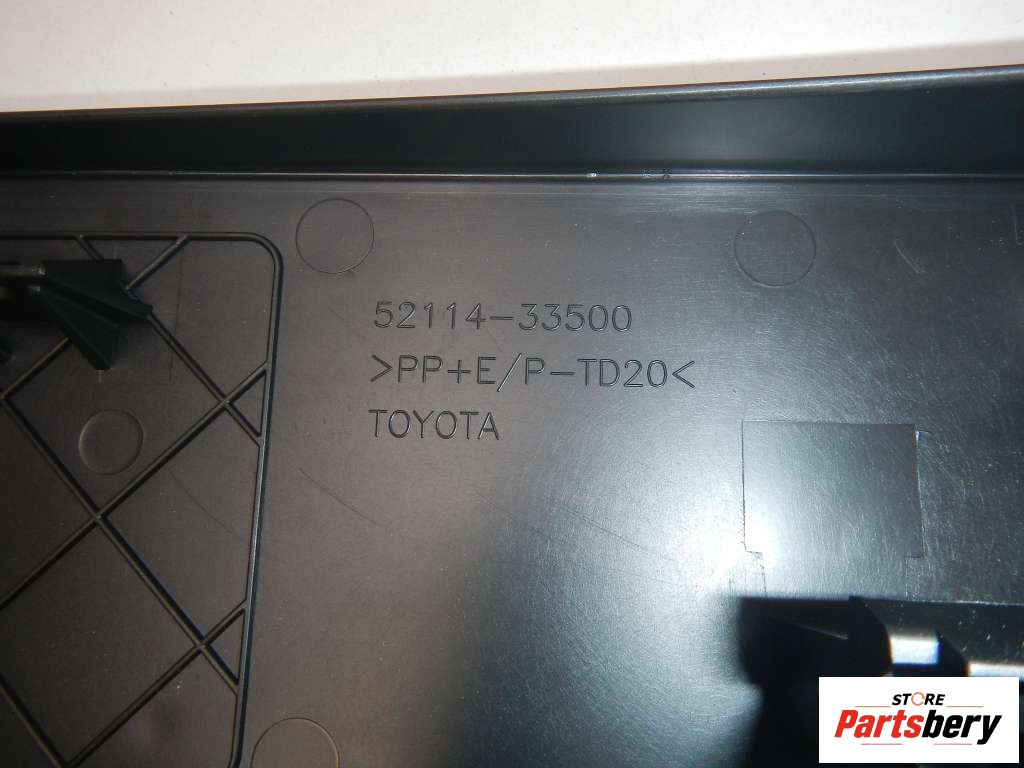 52114-33500
>PP+E/P-TD20<
TOYOTA
STORE
Partsbery